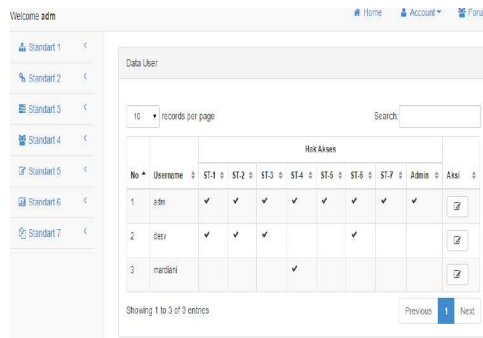 Welcome adm
Home Account Foru
Standart 1
Standart 2
Standart 3
Standart 4
Standart 5
Standart 6
Standart 7
Data User
10 records per page Search:
Hak Akses
No Username ST-1 ST-2 ST-3 ST-4 ST-5 ST-6 ST-7 Admin Aksi
1 adm ✔ ✔ ✔ ✔ ✔ ✔ ✔ ✔
2 desy ✔ ✔ ✔ ✔
3 mardiani ✔
Showing 1 to 3 of 3 entries
Previous 1 Next